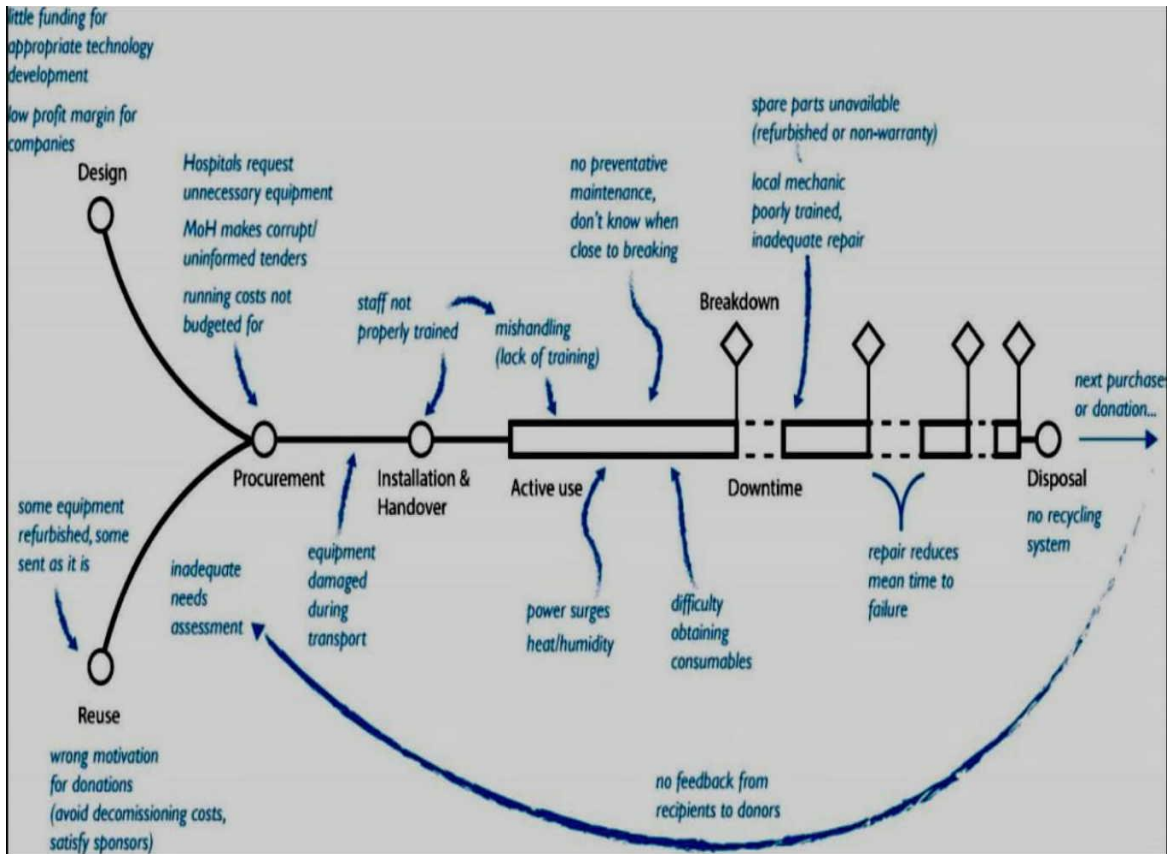 little funding for
appropriate technology
development
low profit margin for
companies
Design
Hospitals request
unnecessary equipment
MoH makes corrupt/
uninformed tenders
running costs not
budgeted for
staff not
properly trained
mishandling
(lack of training)
no preventative
maintenance,
don't know when
close to breaking
spare parts unavailable
(refurbished or non-warranty)
local mechanic
poorly trained,
inadequate repair
Breakdown
next purchase
or donation...
Procurement
Installation &
Handover
Active use
Downtime
Disposal
no recycling
system
some equipment
refurbished, some
sent as it is
inadequate
needs
assessment
equipment
damaged
during
transport
power surges
heat/humidity
difficulty
obtaining
consumables
repair reduces
mean time to
failure
Reuse
wrong motivation
for donations
(avoid decomissioning costs,
satisfy sponsors)
no feedback from
recipients to donors